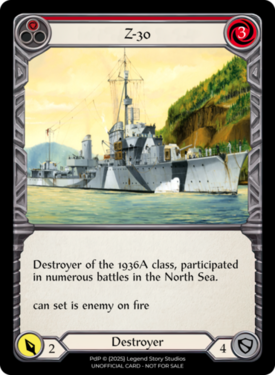 Z-30
3
Destroyer of the 1936A class, participated
in numerous battles in the North Sea.
can set is enemy on fire
2
Destroyer
4
PdP © (2025) Legend Story Studios
UNOFFICIAL CARD - NOT FOR SALE